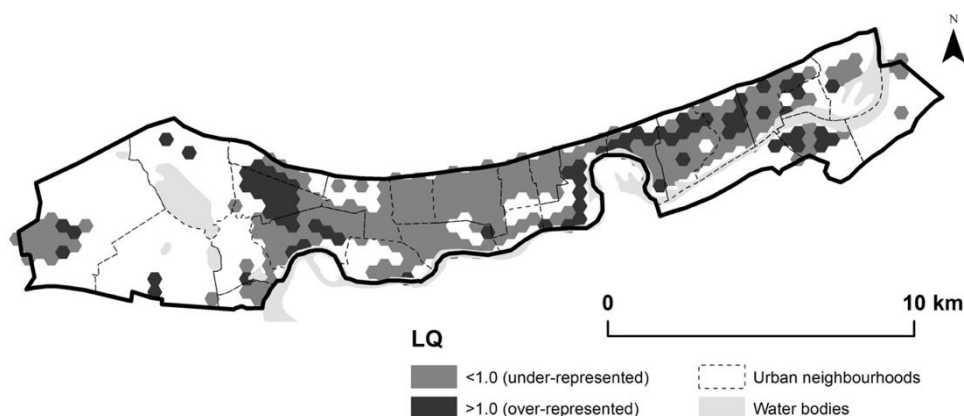 N
0 10 km
LQ
<1.0 (under-represented) Urban neighbourhoods
>1.0 (over-represented) Water bodies